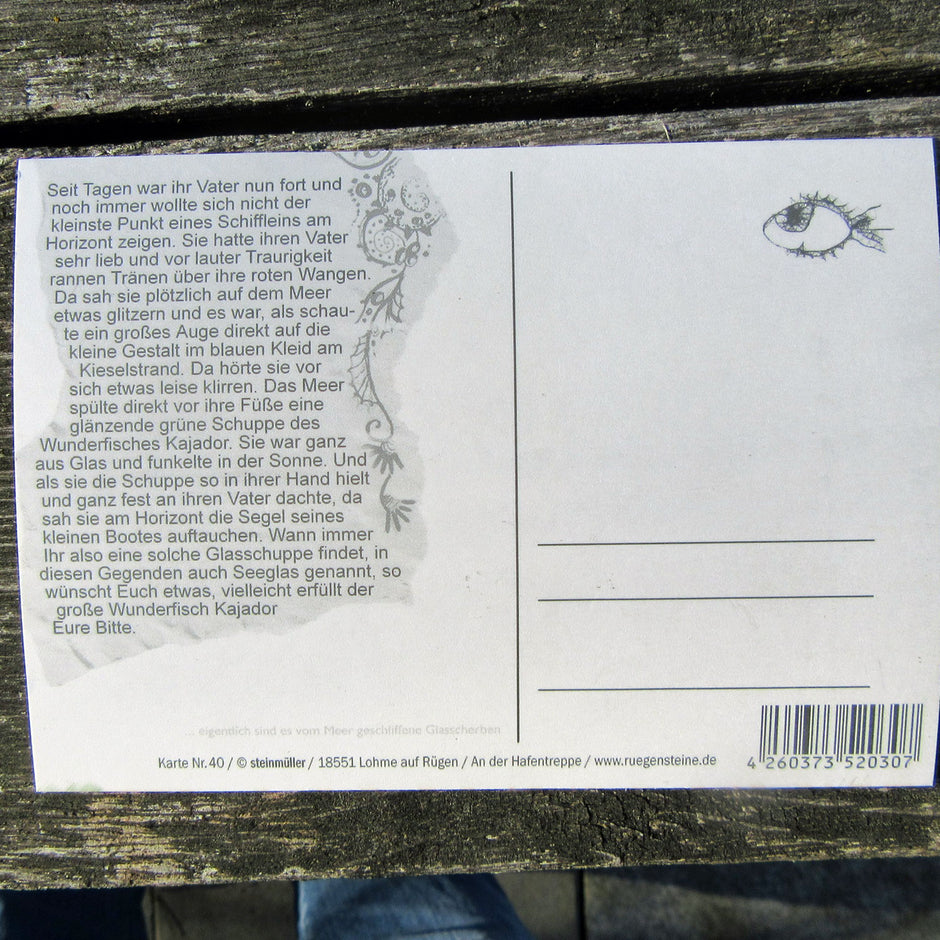 Seit Tagen war ihr Vater nun fort und
noch immer wollte sich nicht der
kleinste Punkt eines Schiffleins am
Horizont zeigen. Sie hatte ihren Vater
sehr lieb und vor lauter Traurigkeit
rannen Tränen über ihre roten Wangen.
Da sah sie plötzlich auf dem Meer
etwas glitzern und es war, als schau-
te ein großes Auge direkt auf die
kleine Gestalt im blauen Kleid am
Kieselstrand. Da hörte sie vor
sich etwas leise klirren. Das Meer
spülte direkt vor ihre Füße eine
glänzende grüne Schuppe des
Wunderfisches Kajador. Sie war ganz
aus Glas und funkelte in der Sonne. Und
als sie die Schuppe so in ihrer Hand hielt
und ganz fest an ihren Vater dachte, da
sah sie am Horizont die Segel seines
kleinen Bootes auftauchen. Wann immer
Ihr also eine solche Glasschuppe findet, in
diesen Gegenden auch Seeglas genannt, so
wünscht Euch etwas, vielleicht erfüllt der
große Wunderfisch Kajador
Eure Bitte.
... eigentlich sind es vom Meer geschliffene Glasscherben
Karte Nr.40 / © steinmüller / 18551 Lohme auf Rügen / An der Hafentreppe / www.ruegensteine.de
4 260373 520307